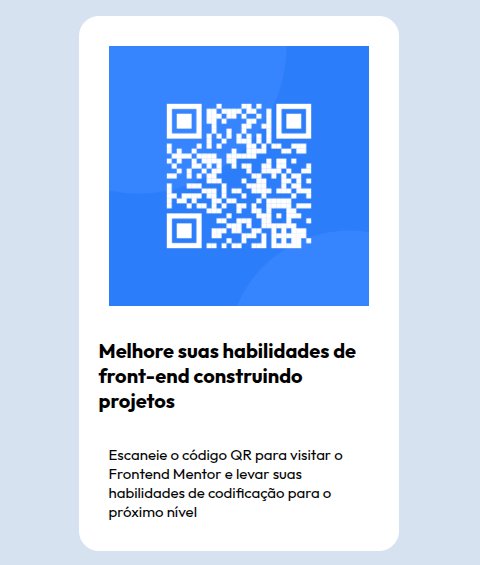 Melhore suas habilidades de
front-end construindo
projetos
Escaneie o código QR para visitar o
Frontend Mentor e levar suas
habilidades de codificação para o
próximo nível